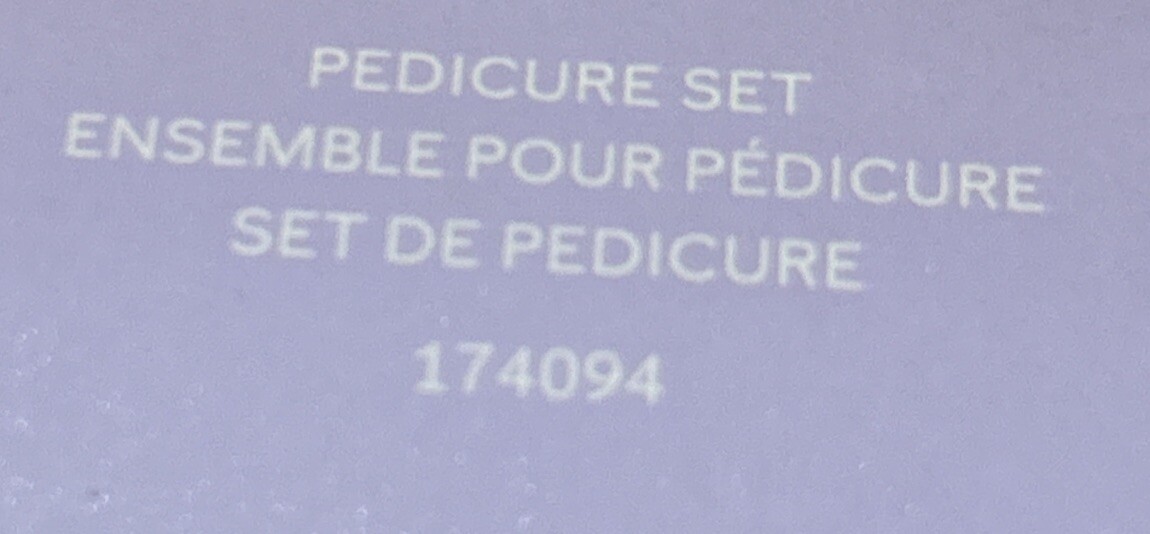 PEDICURE SET
ENSEMBLE POUR PÉDICURE
SET DE PEDICURE
174094